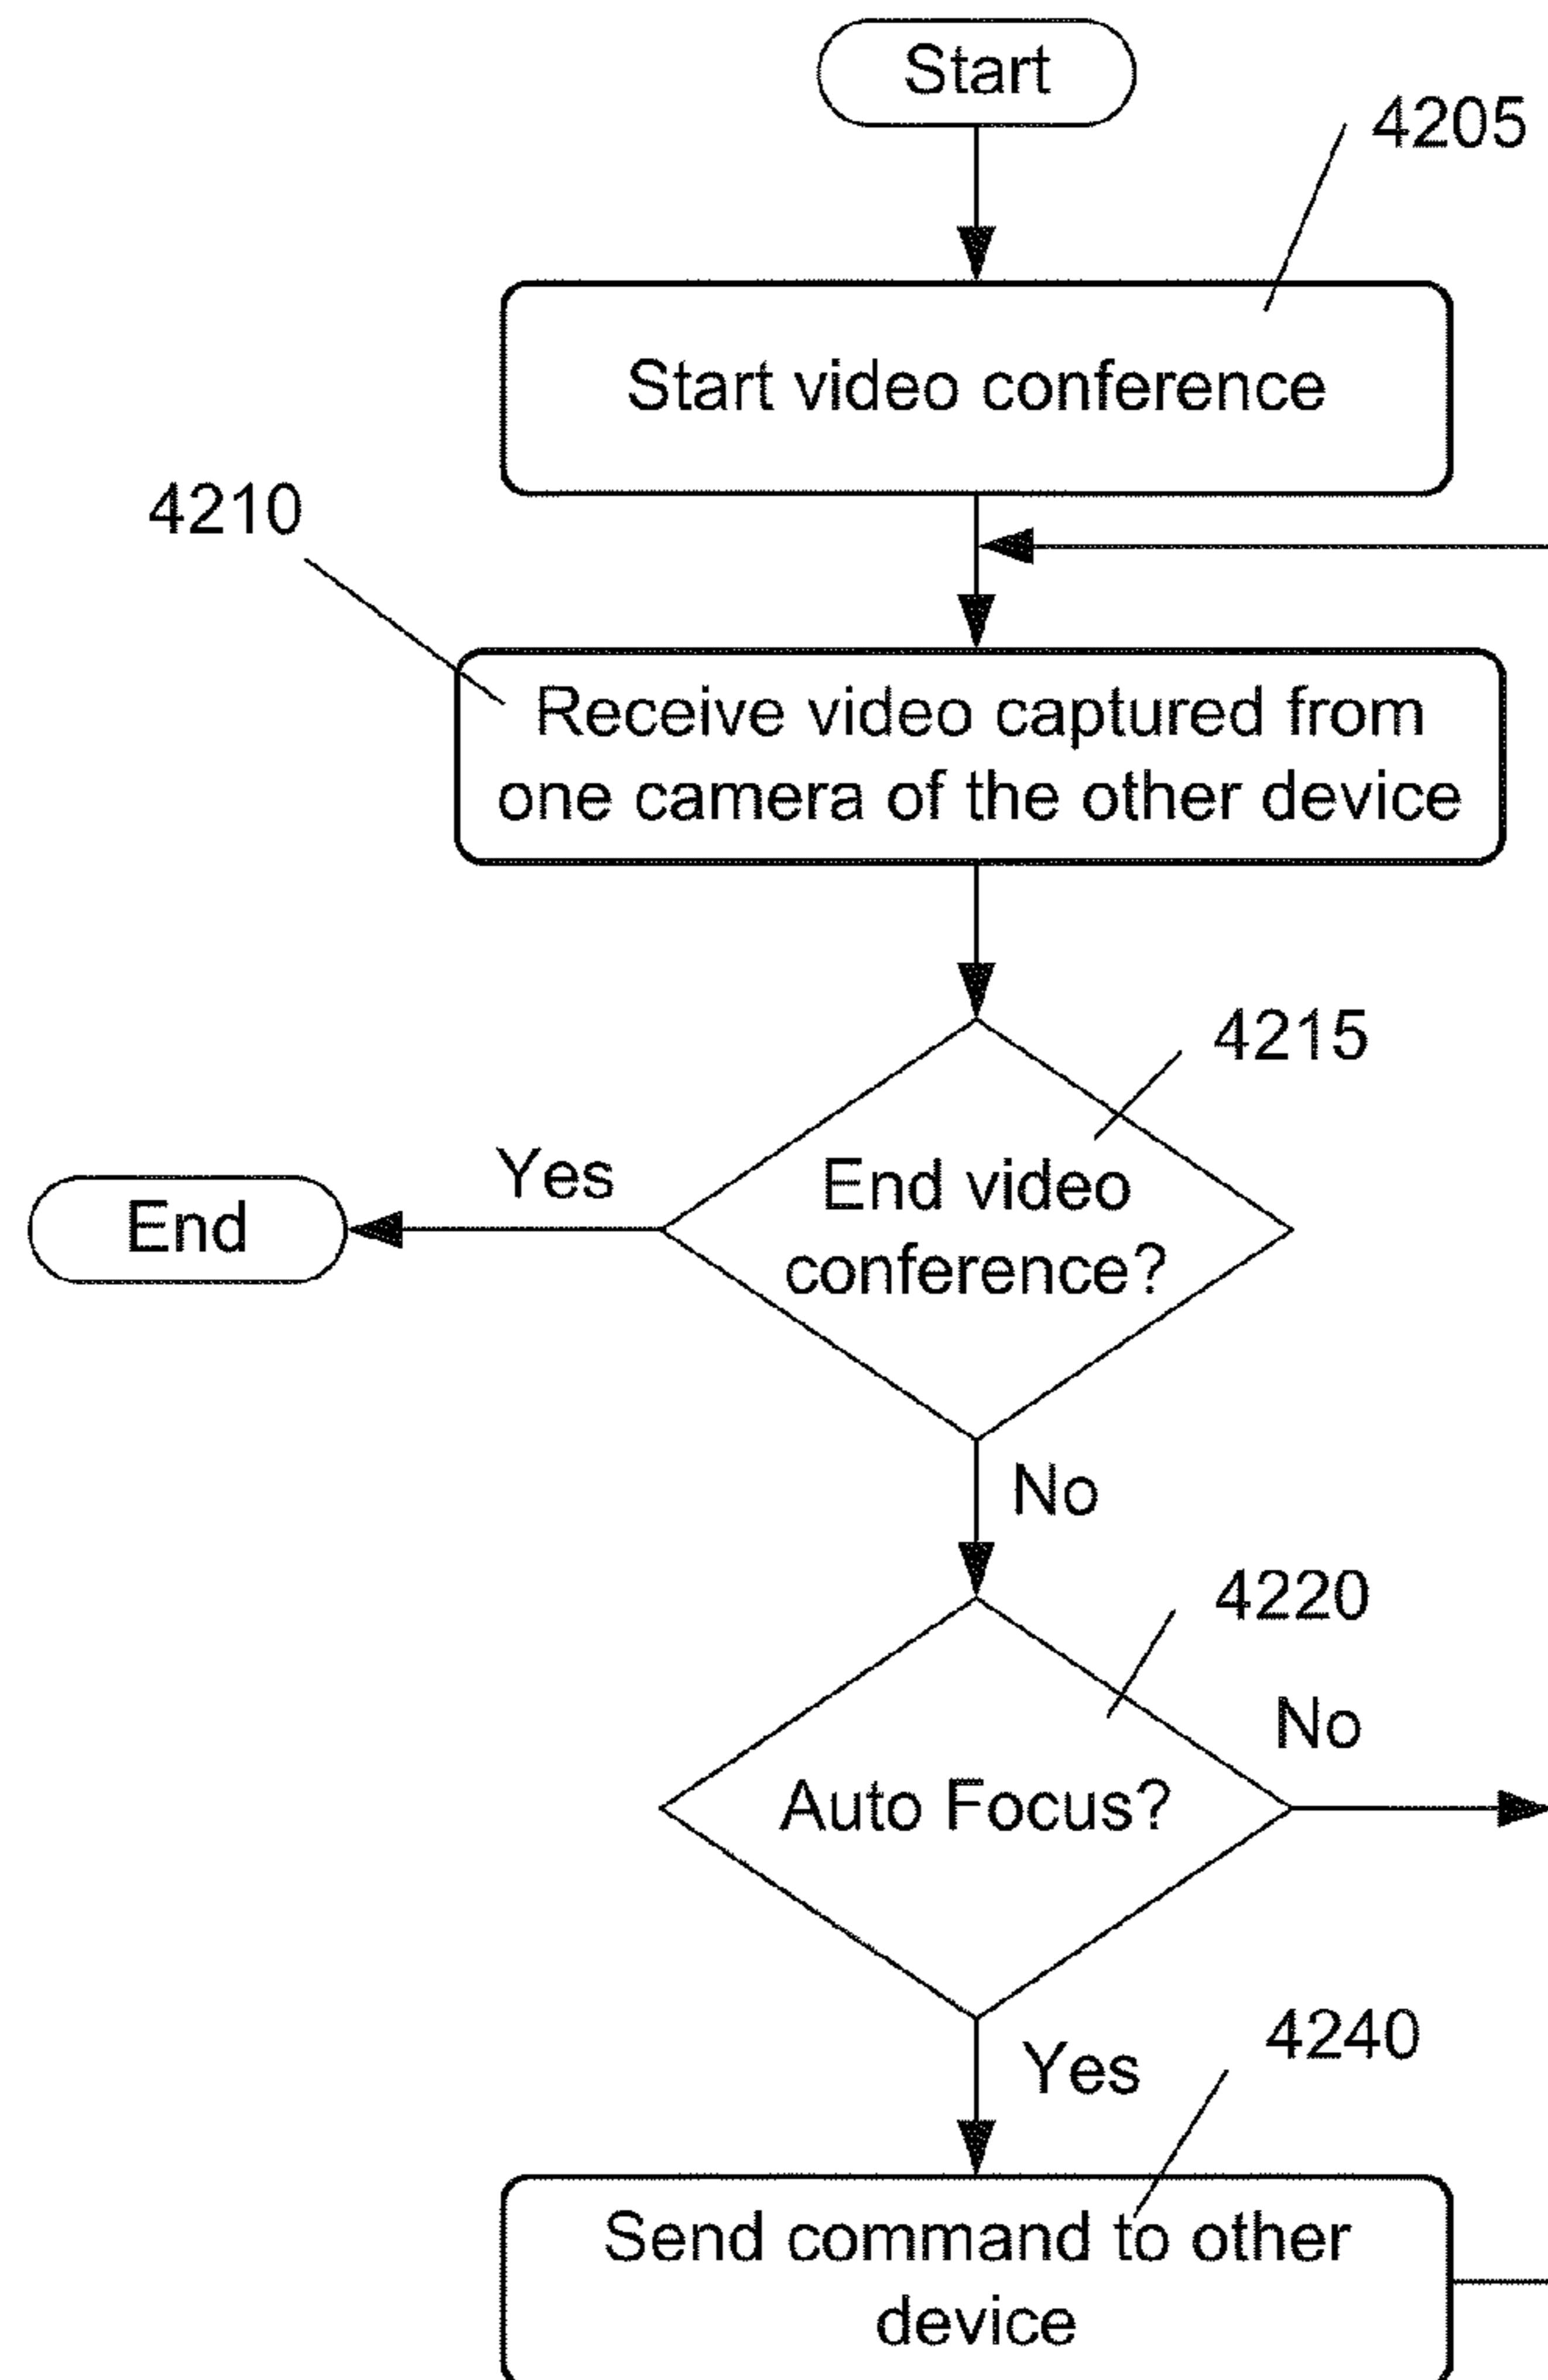 Start
4205
Start video conference
4210
Receive video captured from
one camera of the other device
4215
End video
conference?
Yes
End
No
4220
No
Auto Focus?
Yes
4240
Send command to other
device